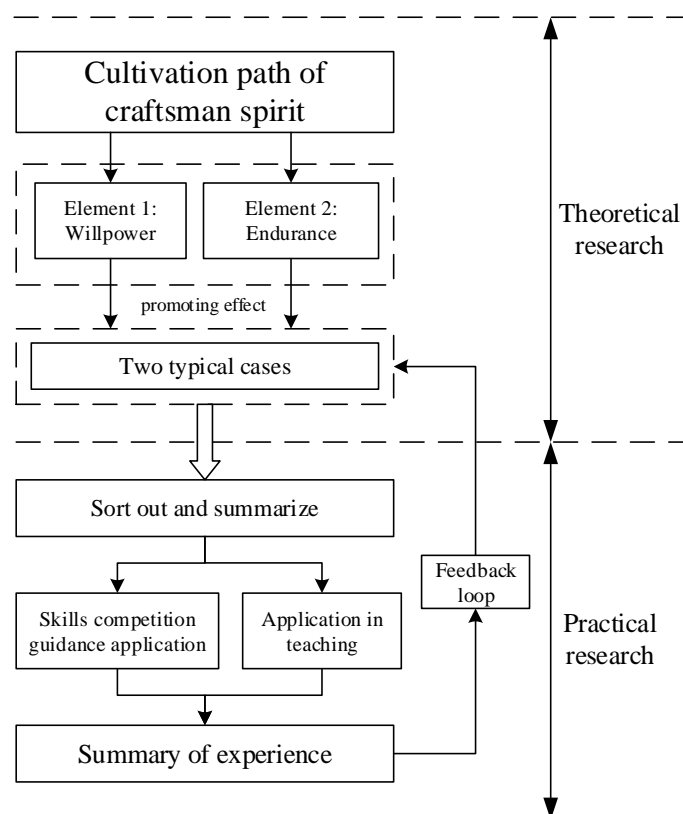 Cultivation path of
craftsman spirit
Element 1:
Willpower
Element 2:
Endurance
Theoretical
research
promoting effect
Two typical cases
Sort out and summarize
Feedback
loop
Skills competition
guidance application
Application in
teaching
Practical
research
Summary of experience